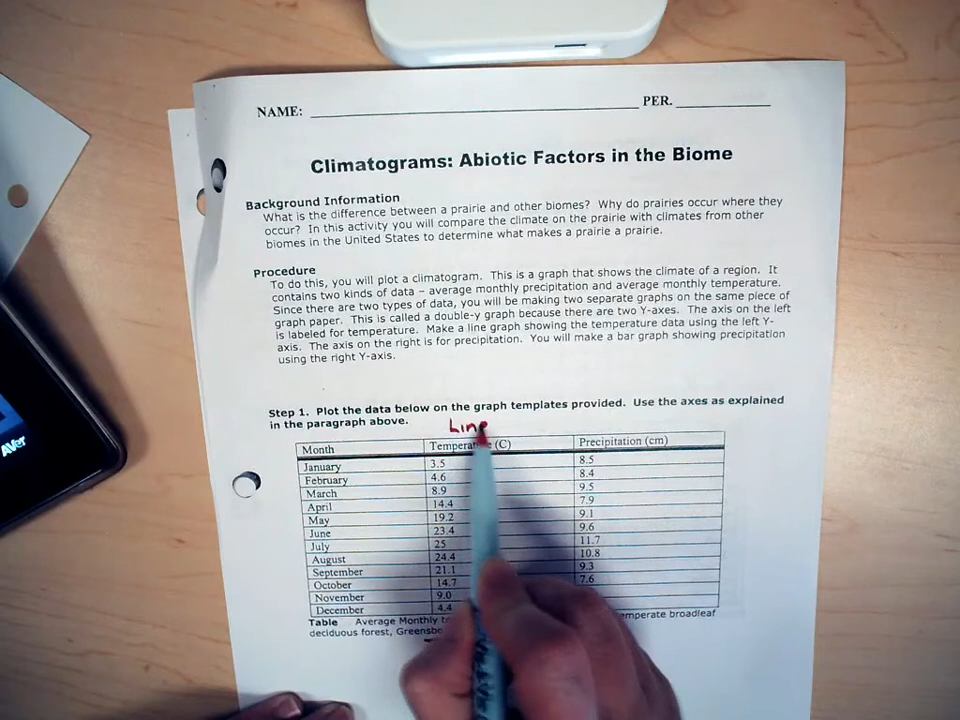 NAME: PER.
Climatograms: Abiotic Factors in the Biome
Background Information
What is the difference between a prairie and other biomes? Why do prairies occur where they
occur? In this activity you will compare the climate on the prairie with climates from other
biomes in the United States to determine what makes a prairie a prairie.
Procedure
To do this, you will plot a climatogram. This is a graph that shows the climate of a region. It
contains two kinds of data – average monthly precipitation and average monthly temperature.
Since there are two types of data, you will be making two separate graphs on the same piece of
graph paper. This is called a double-y graph because there are two Y-axes. The axis on the left
is labeled for temperature. Make a line graph showing the temperature data using the left Y-
axis. The axis on the right is for precipitation. You will make a bar graph showing precipitation
using the right Y-axis.
Step 1. Plot the data below on the graph templates provided. Use the axes as explained
in the paragraph above.
Line
Month Temperature (C) Precipitation (cm)
January 3.5 8.5
February 4.6 8.4
March 8.9 9.5
April 14.4 7.9
May 19.2 9.1
June 23.4 9.6
July 25 11.7
August 24.4 10.8
September 21.1 9.3
October 14.7 7.6
November 9.0
December 4.4
Table Average Monthly temperate broadleaf
deciduous forest,
AVer